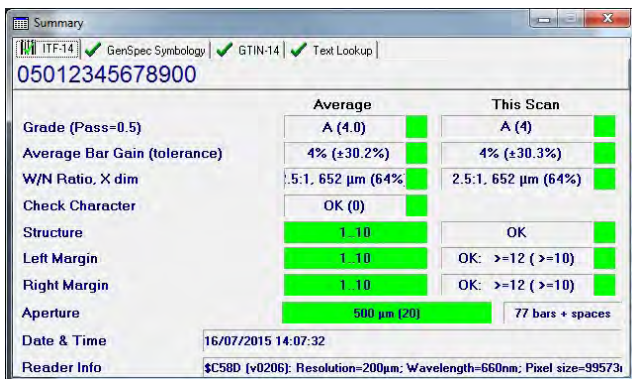 Summary
ITF-14 GenSpec Symbology GTIN-14 Text Lookup
05012345678900
Average This Scan
Grade (Pass=0.5) A (4.0) A (4)
Average Bar Gain (tolerance) 4% (±30.2%) 4% (±30.3%)
W/N Ratio, X dim .5:1, 652 µm (64% 2.5:1, 652 µm (64%)
Check Character OK (0)
Structure 1..10 OK
Left Margin 1..10 OK: >=12 ( >=10)
Right Margin 1..10 OK: >=12 ( >=10)
Aperture 500 µm (20) 77 bars + spaces
Date & Time 16/07/2015 14:07:32
Reader Info $C58D (v0206): Resolution=200µm; Wavelength=660nm; Pixel size=99573